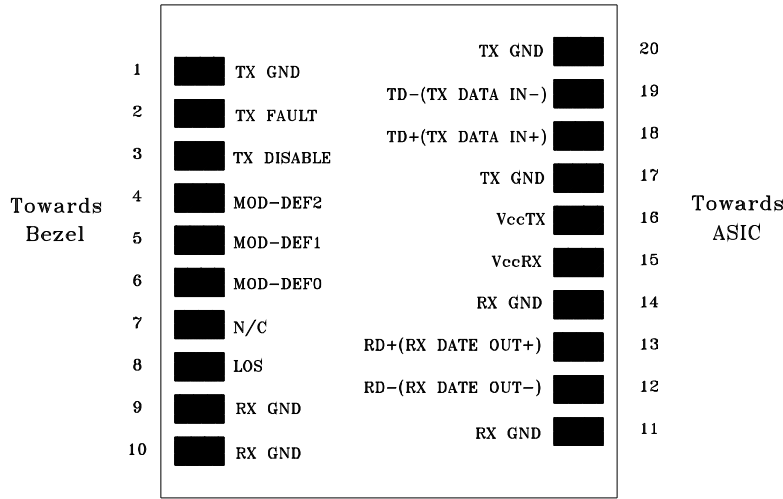 Towards
Bezel
1 TX GND
2 TX FAULT
3 TX DISABLE
4 MOD-DEF2
5 MOD-DEF1
6 MOD-DEF0
7 N/C
8 LOS
9 RX GND
10 RX GND
TX GND 20
TD-(TX DATA IN-) 19
TD+(TX DATA IN+) 18
TX GND 17
VccTX 16
VccRX 15
RX GND 14
RD+(RX DATE OUT+) 13
RD-(RX DATE OUT-) 12
RX GND 11
Towards
ASIC